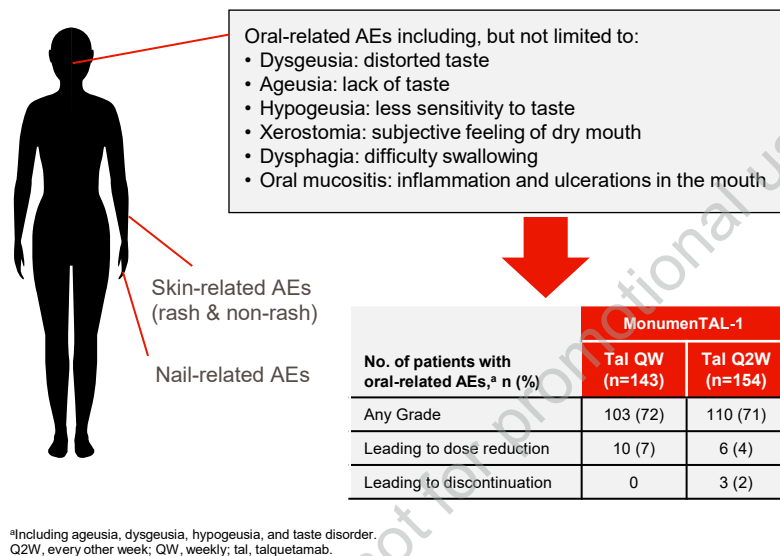 Oral-related AEs including, but not limited to:
• Dysgeusia: distorted taste
• Ageusia: lack of taste
• Hypogeusia: less sensitivity to taste
• Xerostomia: subjective feeling of dry mouth
• Dysphagia: difficulty swallowing
• Oral mucositis: inflammation and ulcerations in the mouth
Skin-related AEs
(rash & non-rash)
Nail-related AEs
MonumenTAL-1
No. of patients with
oral-related AEs,ᵃ n (%)
Tal QW
(n=143)
Tal Q2W
(n=154)
Any Grade 103 (72) 110 (71)
Leading to dose reduction 10 (7) 6 (4)
Leading to discontinuation 0 3 (2)
ᵃIncluding ageusia, dysgeusia, hypogeusia, and taste disorder.
Q2W, every other week; QW, weekly; tal, talquetamab.
not for promotional